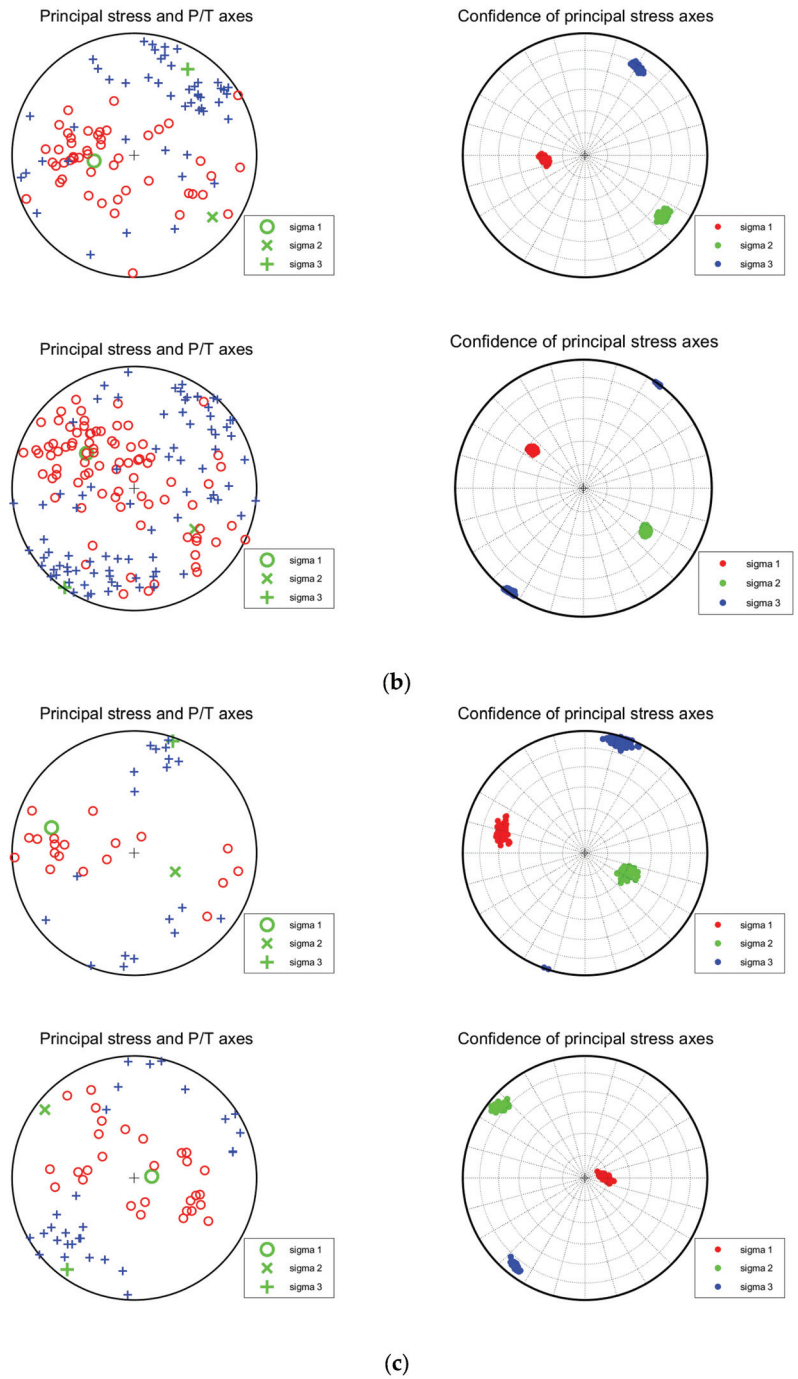 Principal stress and P/T axes
Confidence of principal stress axes
sigma 1
sigma 2
sigma 3
sigma 1
sigma 2
sigma 3
Principal stress and P/T axes
Confidence of principal stress axes
sigma 1
sigma 2
sigma 3
sigma 1
sigma 2
sigma 3
(b)
Principal stress and P/T axes
Confidence of principal stress axes
sigma 1
sigma 2
sigma 3
sigma 1
sigma 2
sigma 3
Principal stress and P/T axes
Confidence of principal stress axes
sigma 1
sigma 2
sigma 3
sigma 1
sigma 2
sigma 3
(c)